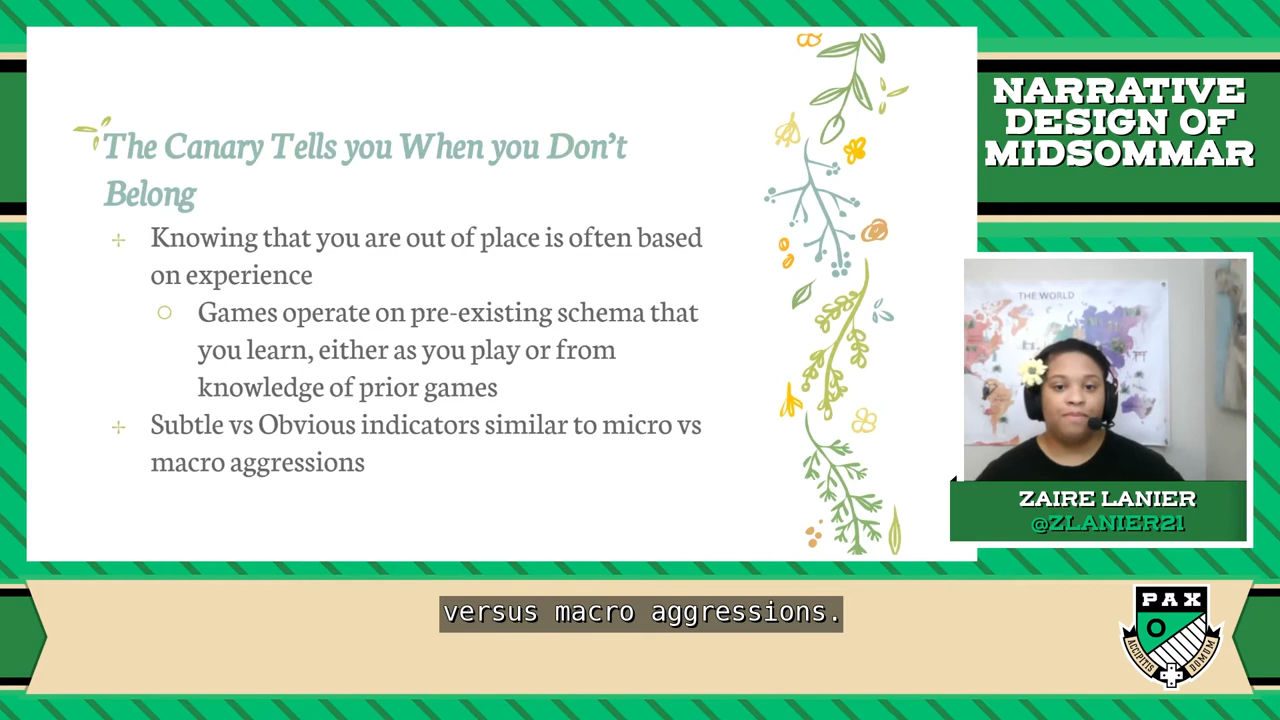 The Canary Tells you When you Don't
Belong
Knowing that you are out of place is often based
on experience
Games operate on pre-existing schema that
you learn, either as you play or from
knowledge of prior games
Subtle vs Obvious indicators similar to micro vs
macro aggressions
NARRATIVE
DESIGN OF
MIDSOMMAR
THE WORLD
ZAIRE LANIER
@ZLANIER21
versus macro aggressions.
PAX
O
ACCIPITIS
DOMUM